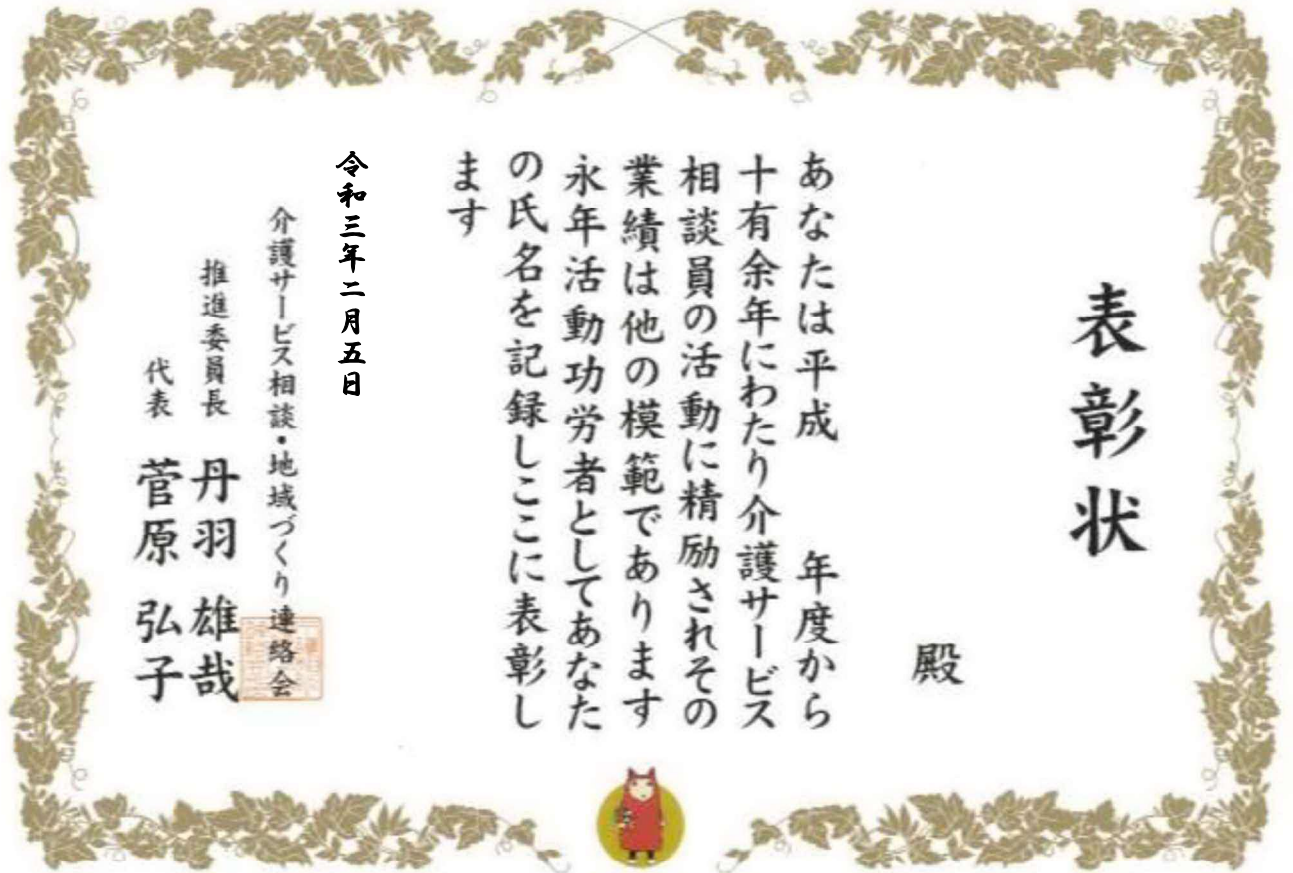 表彰状
殿
あなたは平成 年度から
十有余年にわたり介護サービス
相談員の活動に精励されその
業績は他の模範であります
永年活動功労者としてあなた
の氏名を記録しここに表彰し
ます
令和三年二月五日
介護サービス相談・地域づくり連絡会
推進委員長 丹羽 雄哉
代表 菅原 弘子